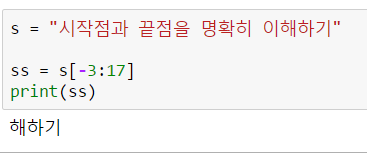 s = "시작점과 끝점을 명확히 이해하기"
ss = s[-3:17]
print(ss)
해하기